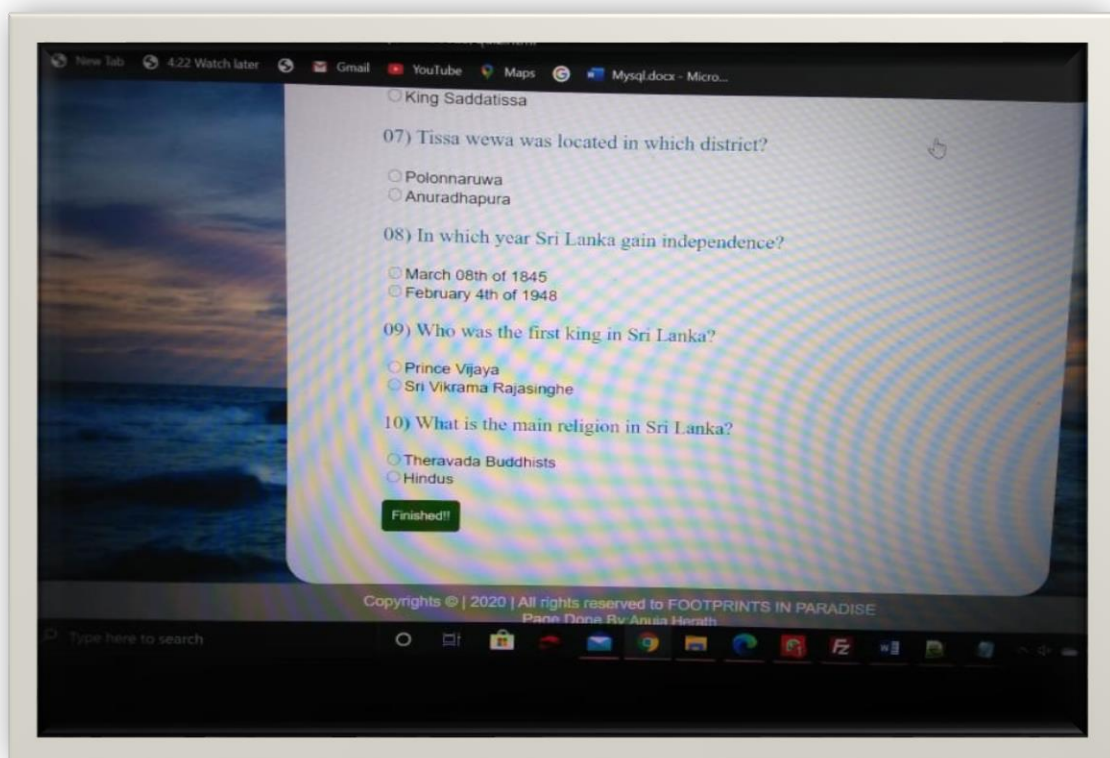 New Tab 4:22 Watch later Gmail YouTube Maps Mysql.docx - Micro...
King Saddatissa
07) Tissa wewa was located in which district?
Polonnaruwa
Anuradhapura
08) In which year Sri Lanka gain independence?
March 08th of 1845
February 4th of 1948
09) Who was the first king in Sri Lanka?
Prince Vijaya
Sri Vikrama Rajasinghe
10) What is the main religion in Sri Lanka?
Theravada Buddhists
Hindus
Finished!!
Copyrights © | 2020 | All rights reserved to FOOTPRINTS IN PARADISE
Page Done By:Anuja Herath
Type here to search